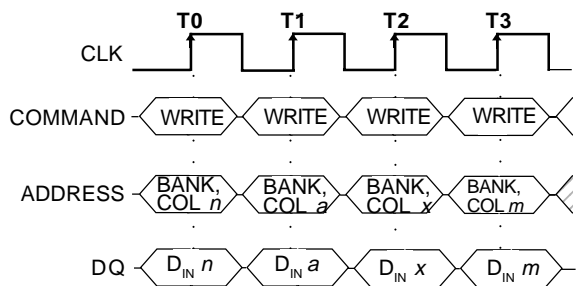 T0 T1 T2 T3
CLK
COMMAND WRITE WRITE WRITE WRITE
BANK, BANK, BANK, BANK,
ADDRESS COL n COL a COL x COL m
DQ DIN n DIN a DIN x DIN m